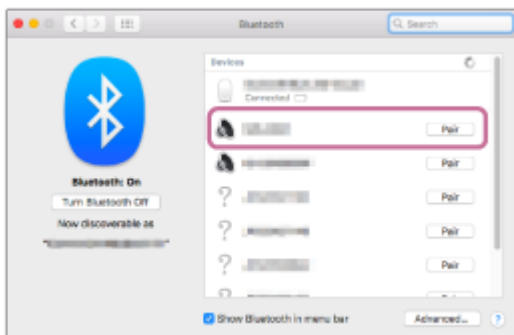 Bluetooth
Search
Devices
Connected
Pair
Pair
Bluetooth: On
Turn Bluetooth Off
Pair
Now discoverable as
Pair
Pair
Show Bluetooth in menu bar
Advanced...
?